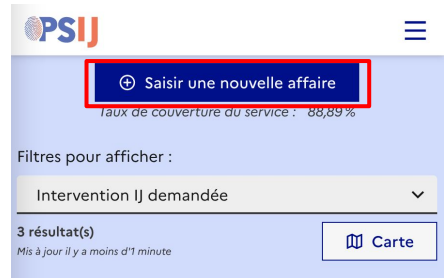 PSIJ
Saisir une nouvelle affaire
Taux de couverture du service : 88,89 %
Filtres pour afficher :
Intervention IJ demandée
3 résultat(s)
Mis à jour il y a moins d'1 minute
Carte